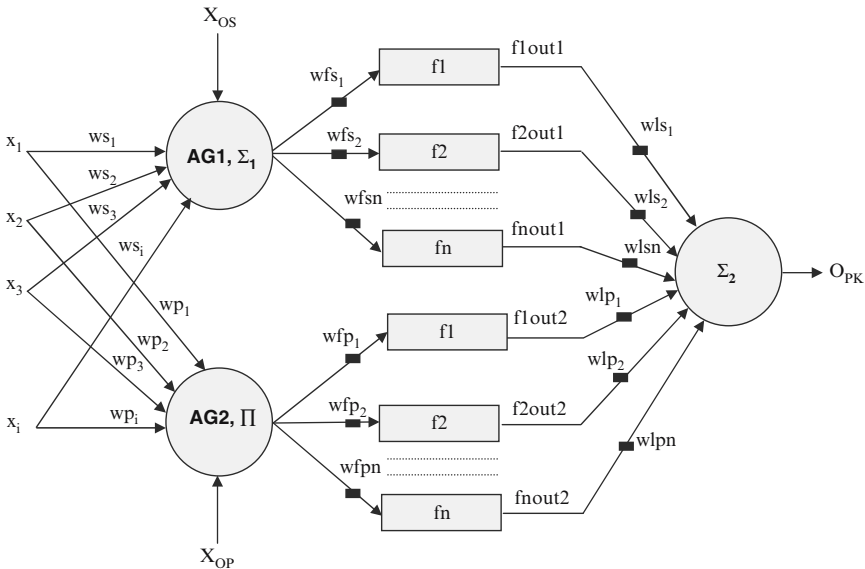 X_OS
x_1
x_2
x_3
x_i
ws_1
ws_2
ws_3
ws_i
wp_1
wp_2
wp_3
wp_i
AG1, Σ_1
AG2, Π
X_OP
wfs_1
wfs_2
wfsn
f1
f2
fn
f1out1
f2out1
fnout1
wls_1
wls_2
wlsn
wfp_1
wfp_2
wfpn
f1
f2
fn
f1out2
f2out2
fnout2
wlp_1
wlp_2
wlpn
Σ_2
O_PK